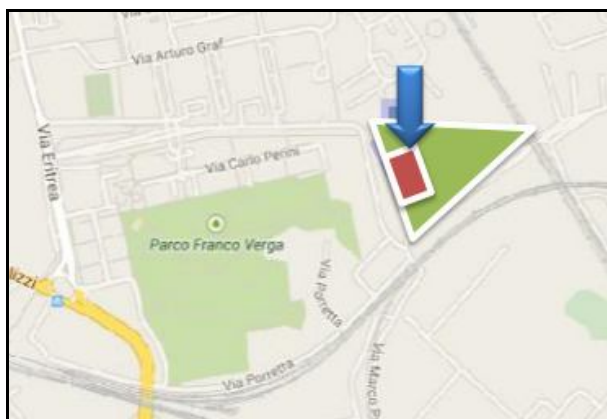 Via Arturo Graf
Via Eritrea
Via Carlo Perini
Parco Franco Verga
Via Porretta
Via Porretta
Via Marco